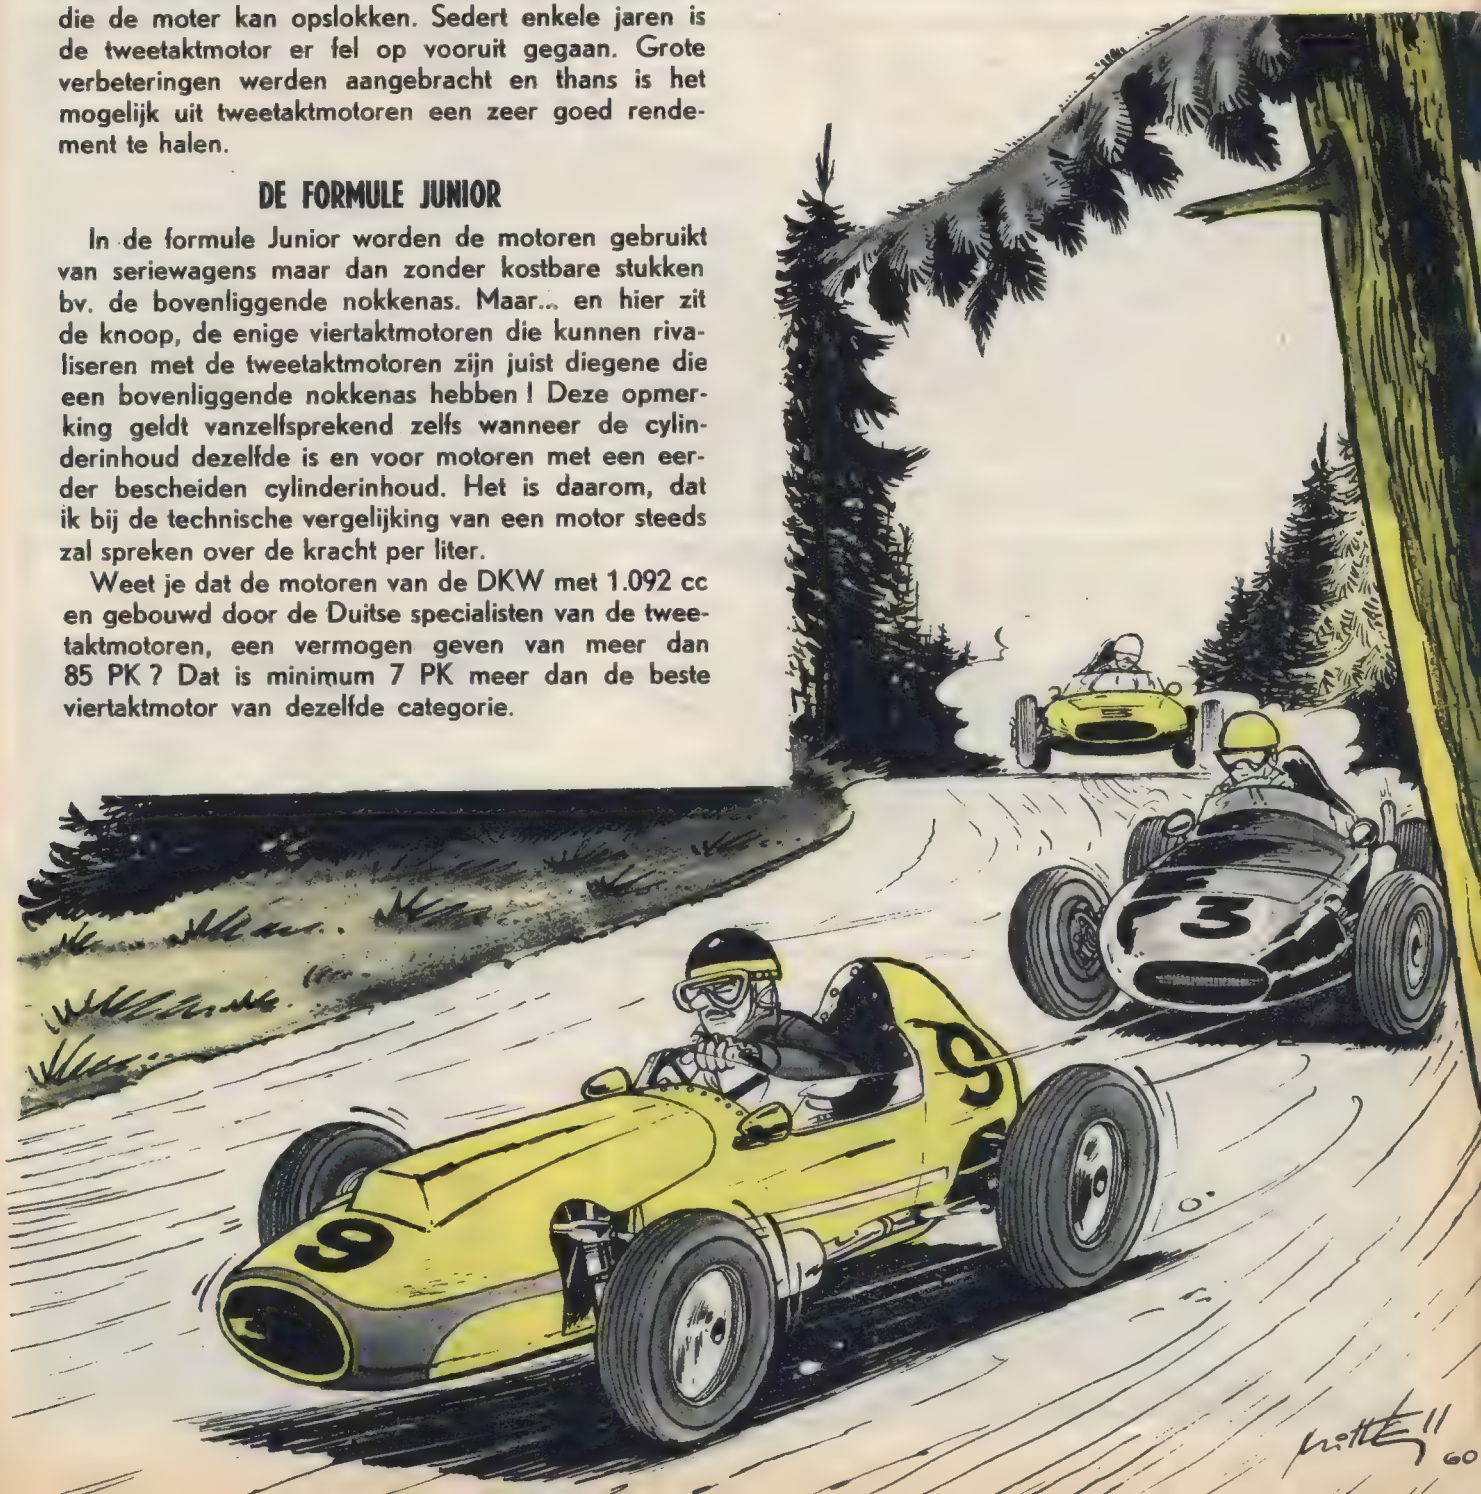 die de moter kan opslokken. Sedert enkele jaren is
de tweetaktmotor er fel op vooruit gegaan. Grote
verbeteringen werden aangebracht en thans is het
mogelijk uit tweetaktmotoren een zeer goed rende-
ment te halen.
DE FORMULE JUNIOR
In de formule Junior worden de motoren gebruikt
van seriewagens maar dan zonder kostbare stukken
bv. de bovenliggende nokkenas. Maar... en hier zit
de knoop, de enige viertaktmotoren die kunnen riva-
liseren met de tweetaktmotoren zijn juist diegene die
een bovenliggende nokkenas hebben ! Deze opmer-
king geldt vanzelfsprekend zelfs wanneer de cylin-
derinhoud dezelfde is en voor motoren met een eer-
der bescheiden cylinderinhoud. Het is daarom, dat
ik bij de technische vergelijking van een motor steeds
zal spreken over de kracht per liter.
Weet je dat de motoren van de DKW met 1.092 cc
en gebouwd door de Duitse specialisten van de twee-
taktmotoren, een vermogen geven van meer dan
85 PK ? Dat is minimum 7 PK meer dan de beste
viertaktmotor van dezelfde categorie.
3
9
9
60